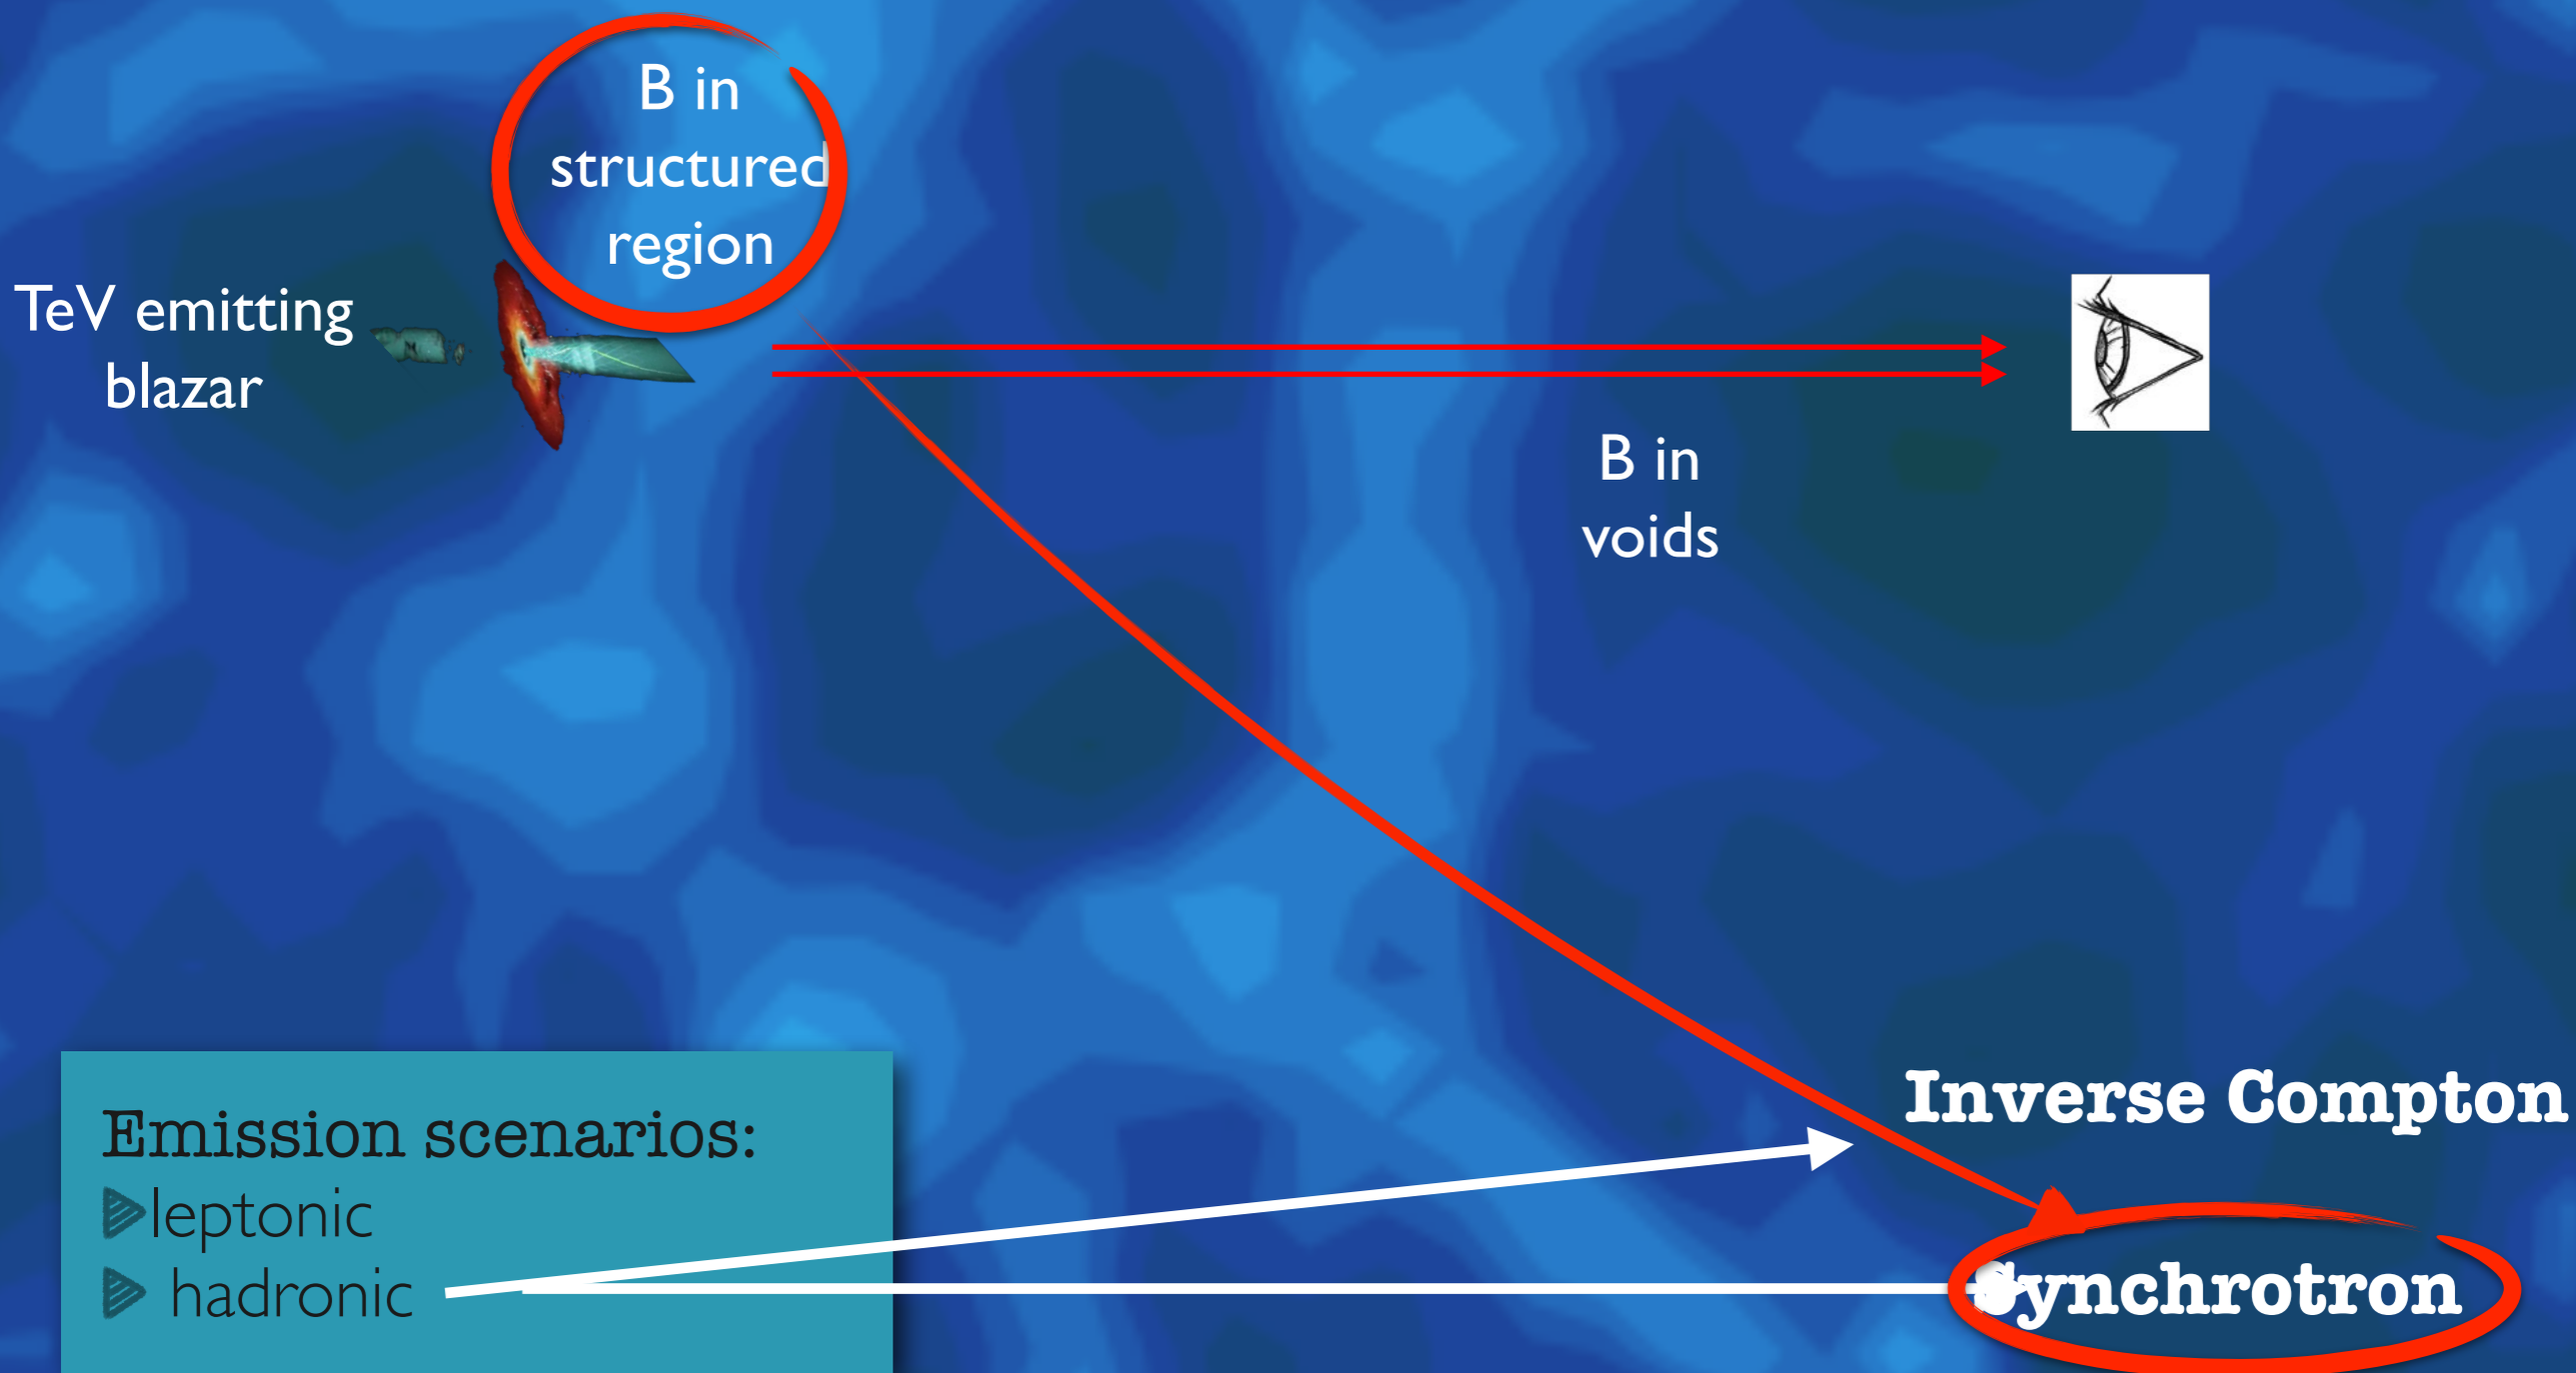 B in
structured
region
TeV emitting
blazar
B in
voids
Inverse Compton
Emission scenarios:
leptonic
hadronic
Synchrotron